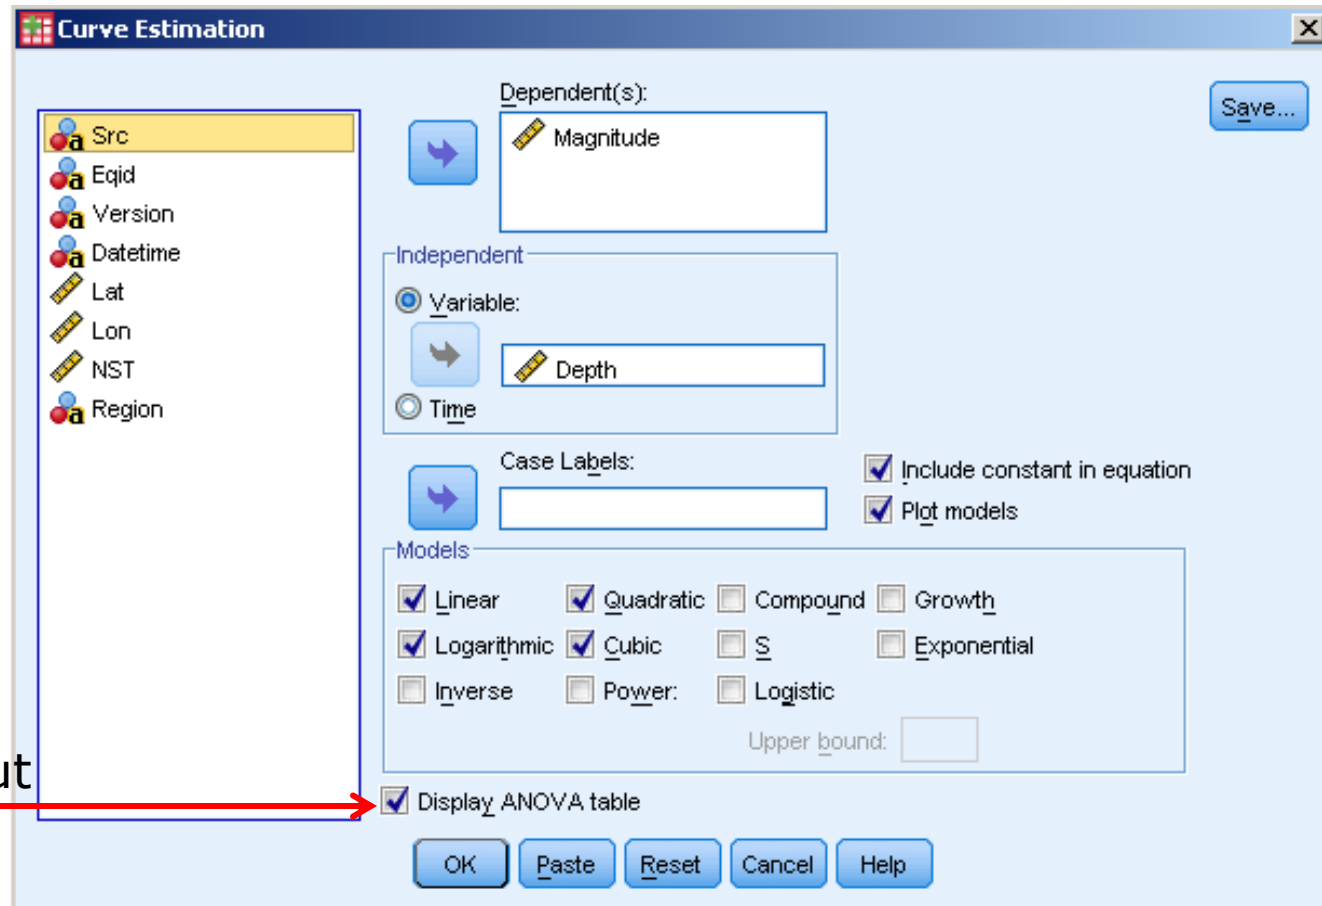 Curve Estimation
Src
Eqid
Version
Datetime
Lat
Lon
NST
Region
Dependent(s):
Magnitude
Save...
Independent
Variable:
Depth
Time
Case Labels:
Include constant in equation
Plot models
Models
Linear Quadratic Compound Growth
Logarithmic Cubic S Exponential
Inverse Power: Logistic
Upper bound:
Display ANOVA table
OK Paste Reset Cancel Help